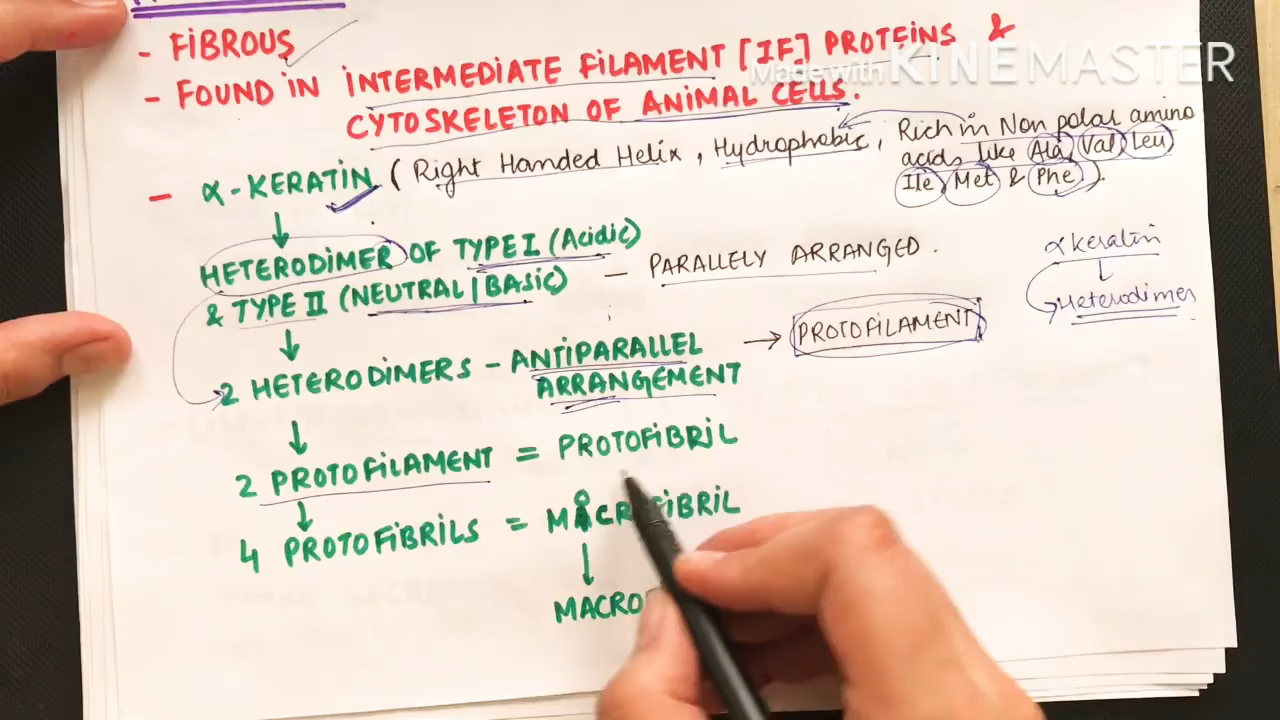 - FIBROUS
- FOUND IN INTERMEDIATE FILAMENT [IF] PROTEINS &
CYTOSKELETON OF ANIMAL CELLS.
Made with KINEMASTER
- α-KERATIN (Right Handed Helix, Hydrophobic, Rich in Non polar amino
acids like Ala Val Leu
Ile Met & Phe).
HETERODIMER OF TYPE I (Acidic)
& TYPE II (NEUTRAL|BASIC) - PARALLELY ARRANGED.
α keratin
Heterodimer
2 HETERODIMERS - ANTIPARALLEL
ARRANGEMENT → PROTOFILAMENT
2 PROTOFILAMENT = PROTOFIBRIL
4 PROTOFIBRILS =
MACRO